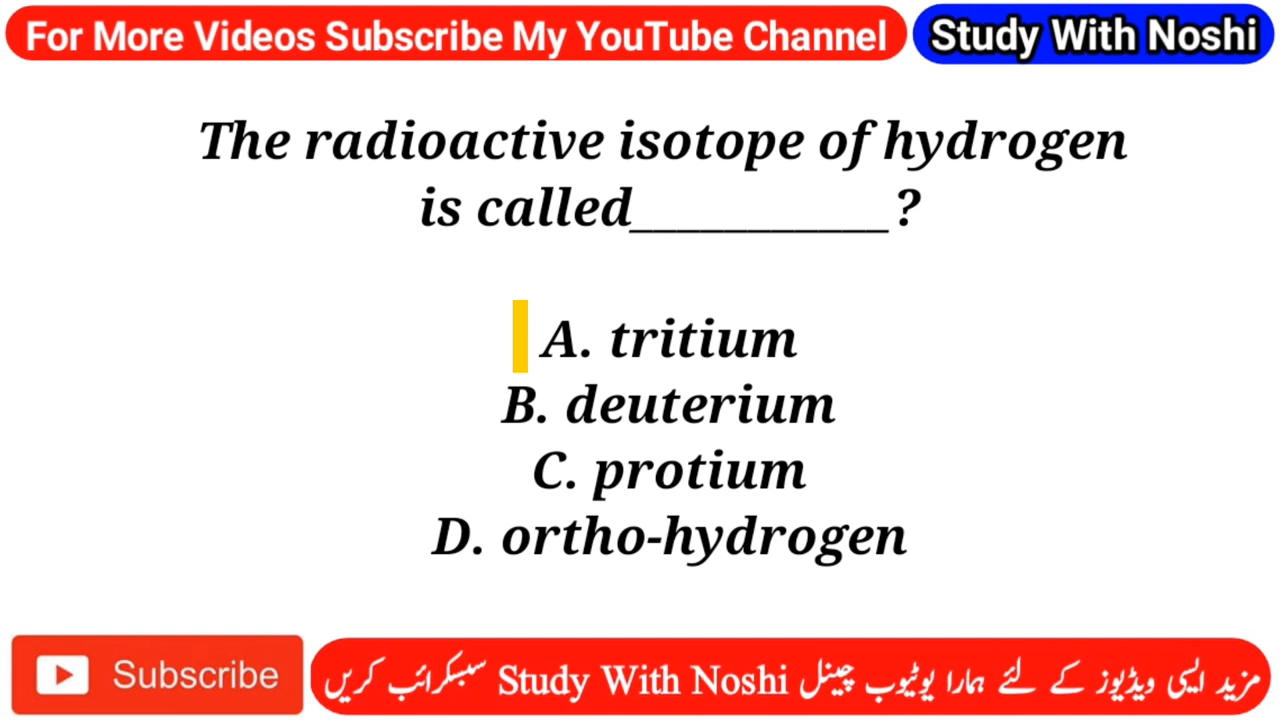 For More Videos Subscribe My YouTube Channel
Study With Noshi
The radioactive isotope of hydrogen
is called___________?
A. tritium
B. deuterium
C. protium
D. ortho-hydrogen
Subscribe
مزید ایسی ویڈیوز کے لئے ہمارا یوٹیوب چینل Study With Noshi سبسکرائب کریں